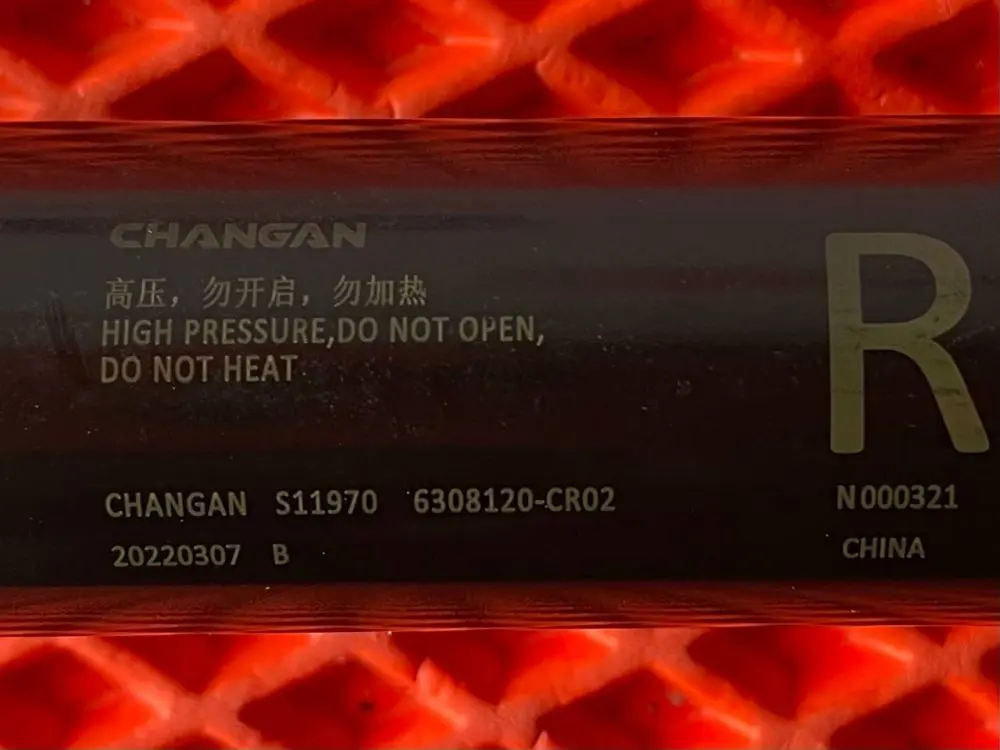 CHANGAN
高压，勿开启，勿加热
HIGH PRESSURE,DO NOT OPEN,
DO NOT HEAT
R
CHANGAN S11970 6308120-CR02
N000321
20220307 B
CHINA